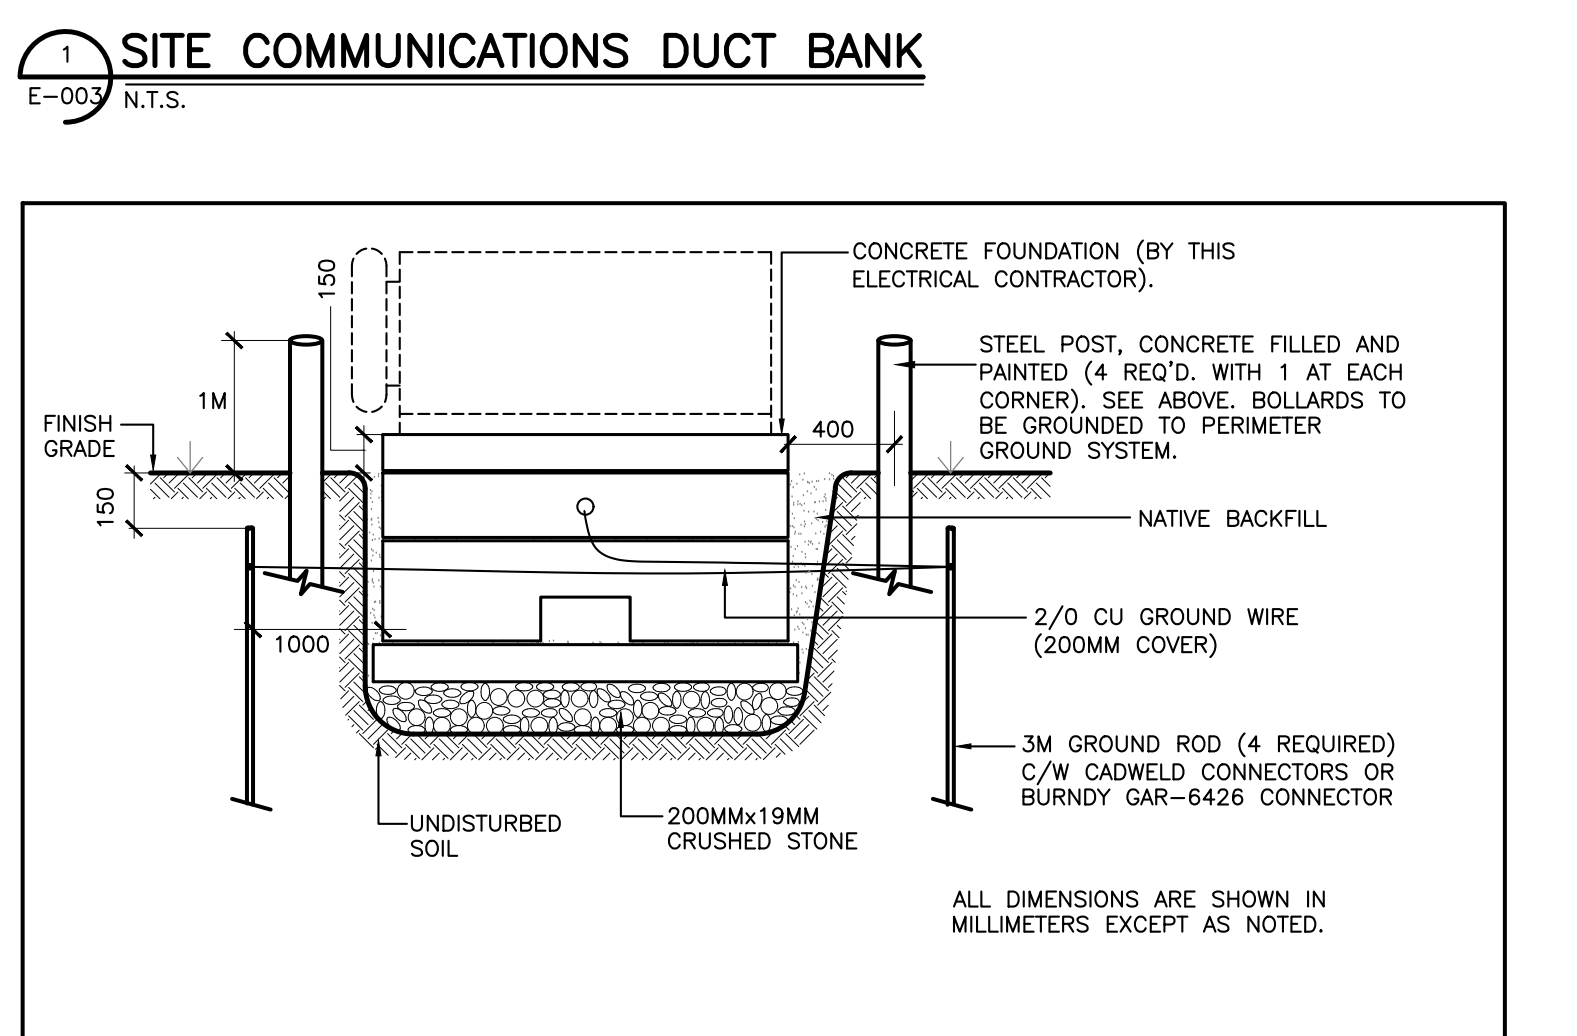 1
SITE COMMUNICATIONS DUCT BANK
E-003
N.T.S.
150
CONCRETE FOUNDATION (BY THIS
ELECTRICAL CONTRACTOR).
STEEL POST, CONCRETE FILLED AND
PAINTED (4 REQ'D. WITH 1 AT EACH
CORNER). SEE ABOVE. BOLLARDS TO
BE GROUNDED TO PERIMETER
GROUND SYSTEM.
1M
FINISH
GRADE
400
150
NATIVE BACKFILL
2/0 CU GROUND WIRE
(200MM COVER)
1000
3M GROUND ROD (4 REQUIRED)
C/W CADWELD CONNECTORS OR
BURNDY GAR-6426 CONNECTOR
UNDISTURBED
SOIL
200MMx19MM
CRUSHED STONE
ALL DIMENSIONS ARE SHOWN IN
MILLIMETERS EXCEPT AS NOTED.